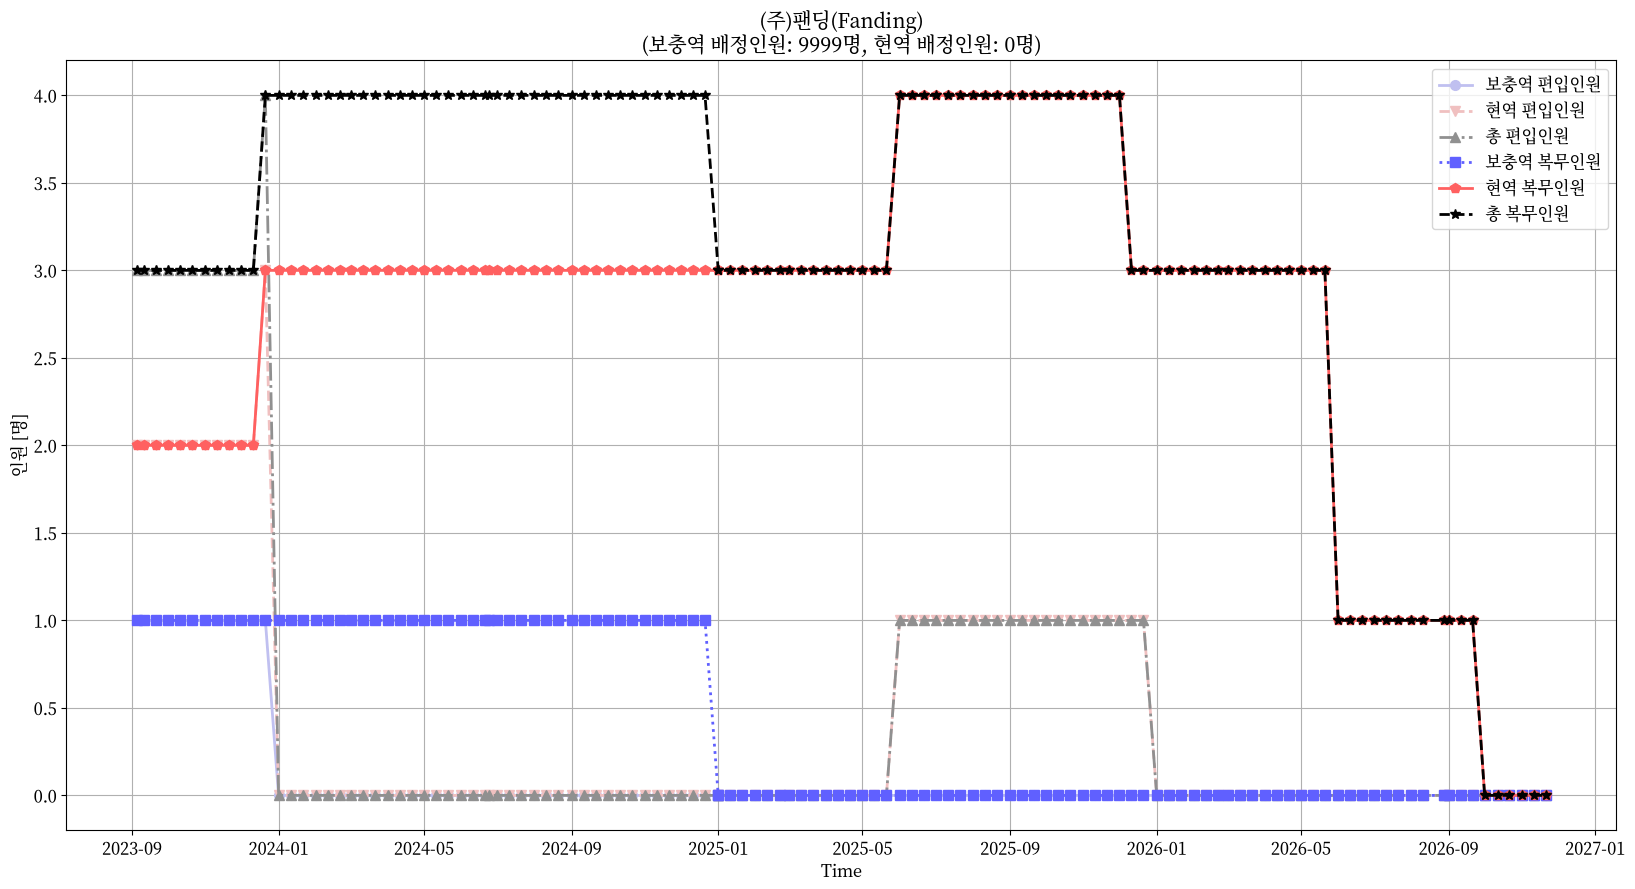 (주)팬딩(Fanding)
(보충역 배정인원: 9999명, 현역 배정인원: 0명)
보충역 편입인원
현역 편입인원
총 편입인원
보충역 복무인원
현역 복무인원
총 복무인원
인원 [명]
4.0
3.5
3.0
2.5
2.0
1.5
1.0
0.5
0.0
2023-09
2024-01
2024-05
2024-09
2025-01
2025-05
2025-09
2026-01
2026-05
2026-09
2027-01
Time